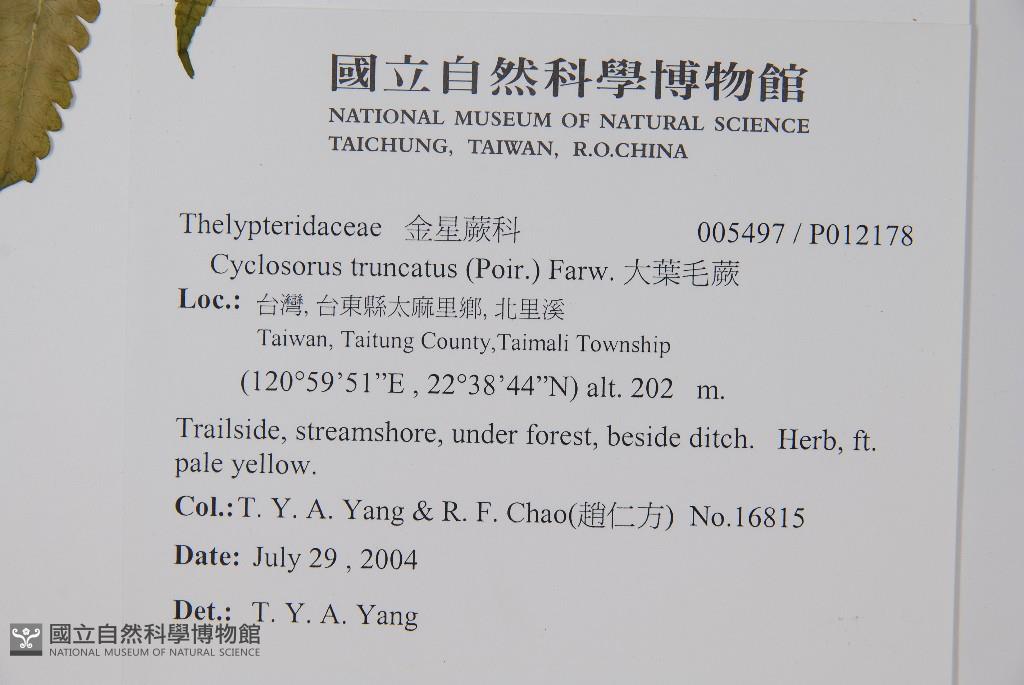 國立自然科學博物館
NATIONAL MUSEUM OF NATURAL SCIENCE
TAICHUNG, TAIWAN, R.O.CHINA
Thelypteridaceae 金星蕨科 005497 / P012178
Cyclosorus truncatus (Poir.) Farw. 大葉毛蕨
Loc.: 台灣, 台東縣太麻里鄉, 北里溪
Taiwan, Taitung County,Taimali Township
(120°59’51”E , 22°38’44”N) alt. 202 m.
Trailside, streamshore, under forest, beside ditch. Herb, ft.
pale yellow.
Col.:T. Y. A. Yang & R. F. Chao(趙仁方) No.16815
Date: July 29 , 2004
Det.: T. Y. A. Yang
國立自然科學博物館
NATIONAL MUSEUM OF NATURAL SCIENCE